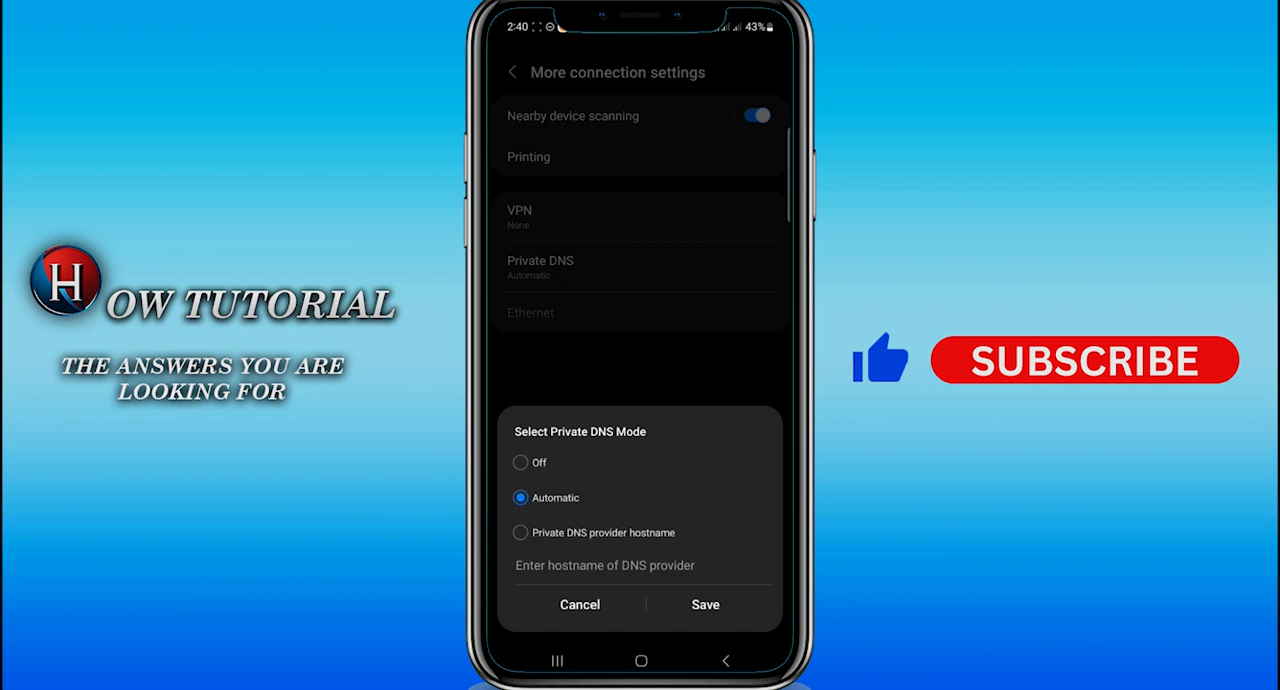 2:40
43%
More connection settings
Nearby device scanning
Printing
VPN
None
Private DNS
Automatic
Ethernet
Select Private DNS Mode
Off
Automatic
Private DNS provider hostname
Enter hostname of DNS provider
Cancel
Save
HOW TUTORIAL
THE ANSWERS YOU ARE
LOOKING FOR
SUBSCRIBE